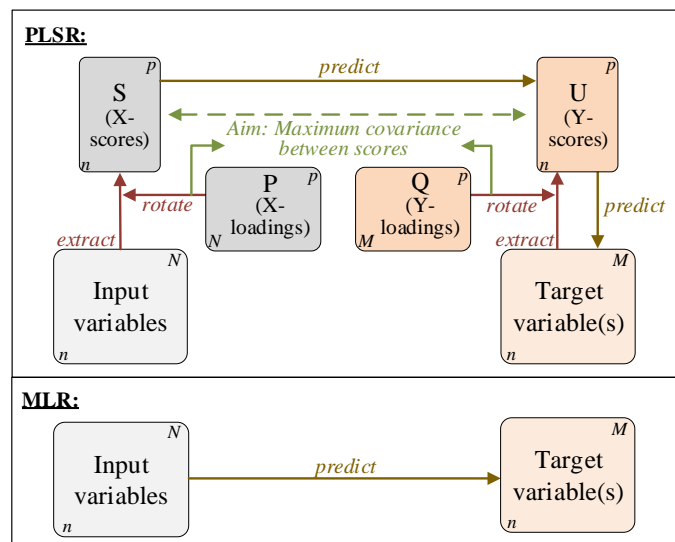 PLSR:
p
S
(X-
scores)
n
predict
p
U
(Y-
scores)
n
Aim: Maximum covariance
between scores
rotate
P
p
(X-
loadings)
N
Q
p
(Y-
loadings)
M
rotate
predict
extract
extract
N
Input
variables
n
M
Target
variable(s)
n
MLR:
N
Input
variables
n
predict
M
Target
variable(s)
n